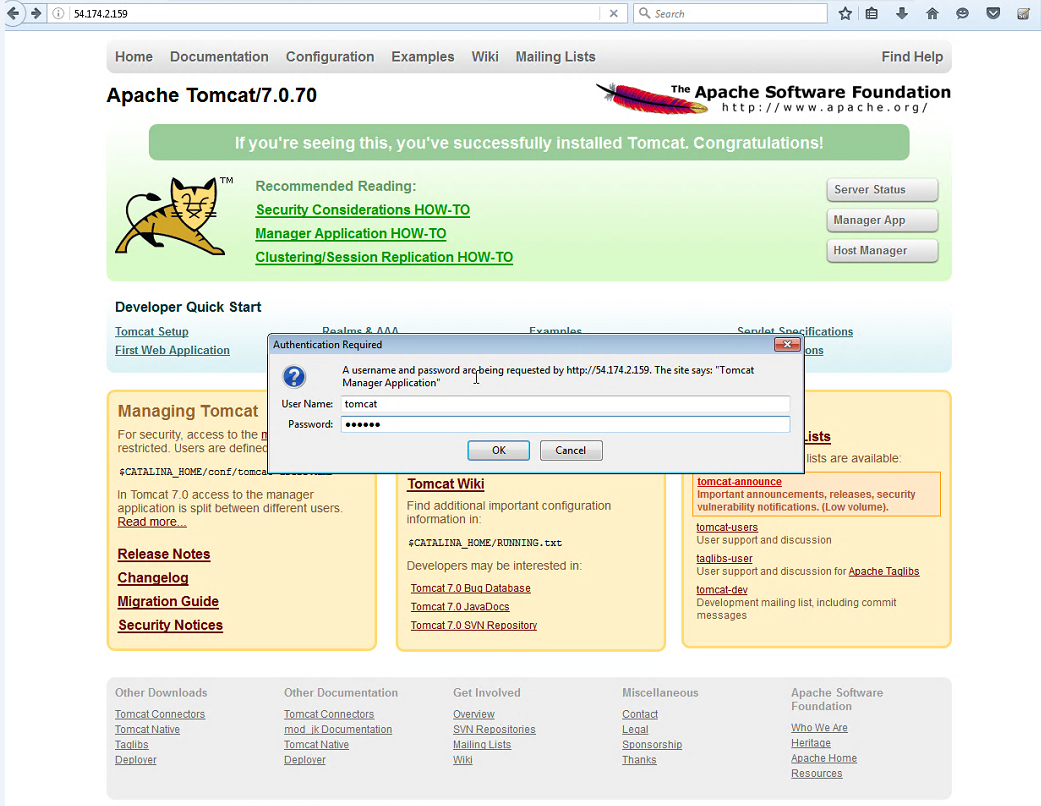 54.174.2.159
Search
Home Documentation Configuration Examples Wiki Mailing Lists Find Help
Apache Tomcat/7.0.70
The Apache Software Foundation
http://www.apache.org/
If you're seeing this, you've successfully installed Tomcat. Congratulations!
TM
Recommended Reading:
Security Considerations HOW-TO
Manager Application HOW-TO
Clustering/Session Replication HOW-TO
Server Status
Manager App
Host Manager
Developer Quick Start
Tomcat Setup
First Web Application
Realms & AAA
Examples
Servlet Specifications
Authentication Required
A username and password are being requested by http://54.174.2.159. The site says: "Tomcat
Manager Application"
User Name: tomcat
Password: ••••••
OK Cancel
Managing Tomcat
For security, access to the
restricted. Users are defined
$CATALINA_HOME/conf/tomcat
In Tomcat 7.0 access to the manager
application is split between different users.
Read more...
Release Notes
Changelog
Migration Guide
Security Notices
Tomcat Wiki
Find additional important configuration
information in:
$CATALINA_HOME/RUNNING.txt
Developers may be interested in:
Tomcat 7.0 Bug Database
Tomcat 7.0 JavaDocs
Tomcat 7.0 SVN Repository
Lists
lists are available:
tomcat-announce
Important announcements, releases, security
vulnerability notifications. (Low volume).
tomcat-users
User support and discussion
taglibs-user
User support and discussion for Apache Taglibs
tomcat-dev
Development mailing list, including commit
messages
Other Downloads
Tomcat Connectors
Tomcat Native
Taglibs
Deployer
Other Documentation
Tomcat Connectors
mod_jk Documentation
Tomcat Native
Deployer
Get Involved
Overview
SVN Repositories
Mailing Lists
Wiki
Miscellaneous
Contact
Legal
Sponsorship
Thanks
Apache Software
Foundation
Who We Are
Heritage
Apache Home
Resources